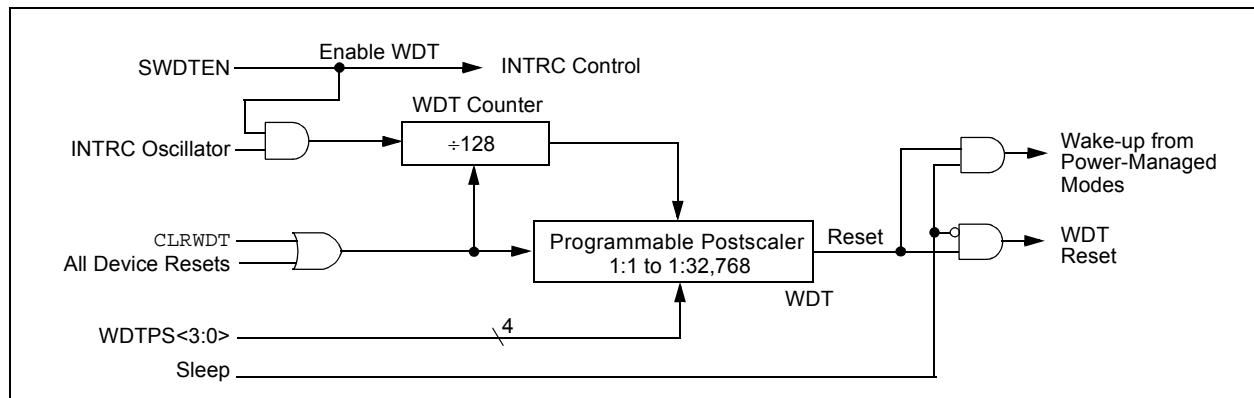 Enable WDT
SWDTEN
INTRC Control
WDT Counter
INTRC Oscillator
÷128
Wake-up from
Power-Managed
Modes
CLRWDT
All Device Resets
Programmable Postscaler
1:1 to 1:32,768
Reset
WDT
WDT
Reset
WDTPS<3:0>
4
Sleep